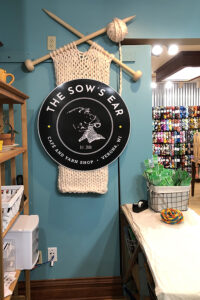 THE SOW'S EAR
CAFE AND YARN SHOP • VERONA, WI